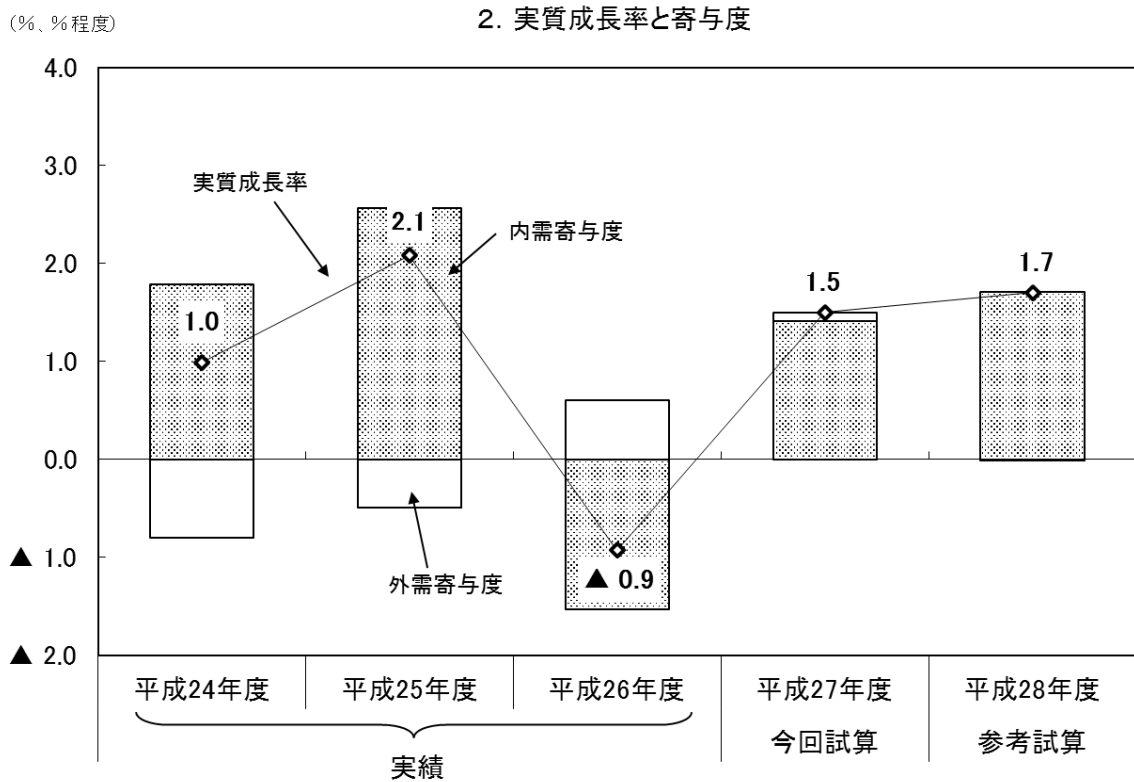 2. 実質成長率と寄与度
(%、%程度)
4.0
3.0
2.0
1.0
0.0
▲ 1.0
▲ 2.0
実質成長率
内需寄与度
外需寄与度
1.0
2.1
▲ 0.9
1.5
1.7
平成24年度
平成25年度
平成26年度
平成27年度
平成28年度
実績
今回試算
参考試算